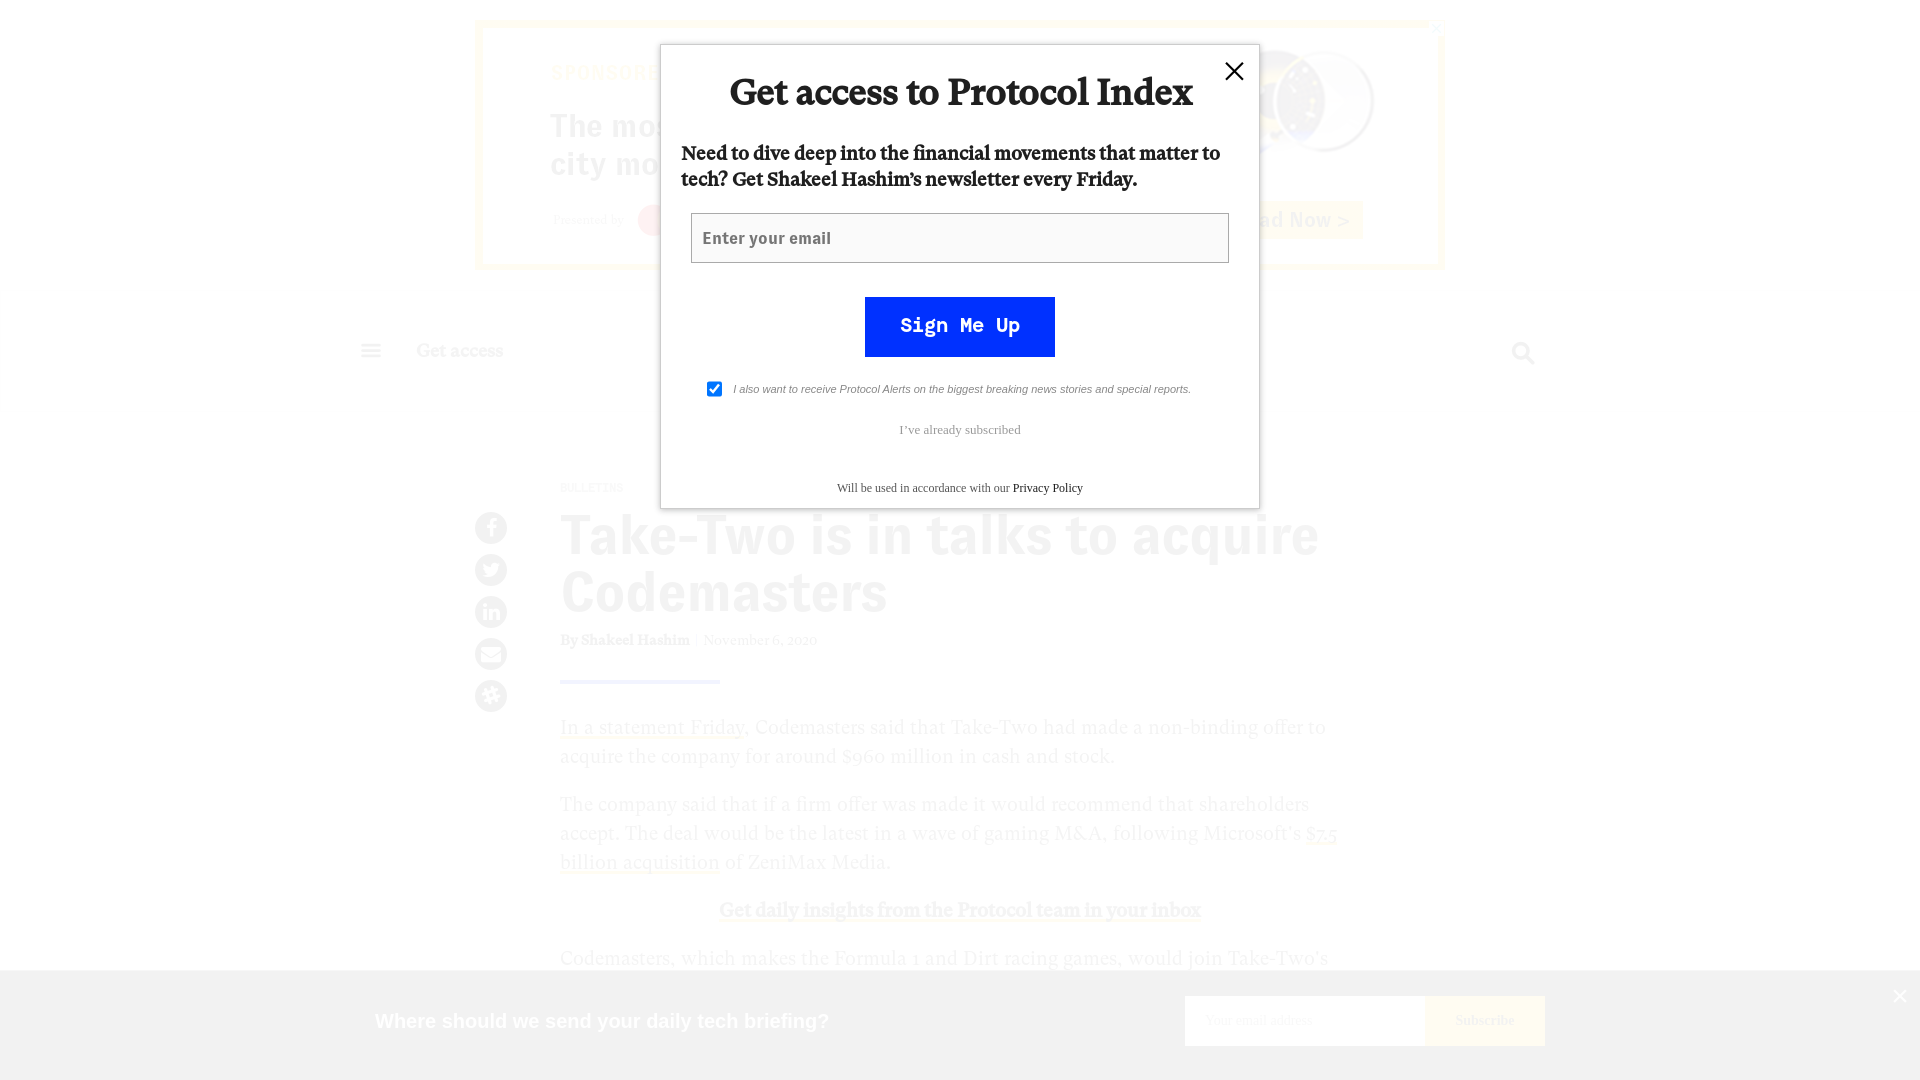 SPONSORE
The mos
city mo
Presented by
ad Now >
Get access to Protocol Index
Need to dive deep into the financial movements that matter to
tech? Get Shakeel Hashim’s newsletter every Friday.
Enter your email
Sign Me Up
I also want to receive Protocol Alerts on the biggest breaking news stories and special reports.
I’ve already subscribed
Will be used in accordance with our Privacy Policy
Get access
BULLETINS
Take-Two is in talks to acquire
Codemasters
By Shakeel Hashim | November 6, 2020
In a statement Friday, Codemasters said that Take-Two had made a non-binding offer to
acquire the company for around $960 million in cash and stock.
The company said that if a firm offer was made it would recommend that shareholders
accept. The deal would be the latest in a wave of gaming M&A, following Microsoft's $7.5
billion acquisition of ZeniMax Media.
Get daily insights from the Protocol team in your inbox
Codemasters, which makes the Formula 1 and Dirt racing games, would join Take-Two's
Where should we send your daily tech briefing?
Your email address
Subscribe